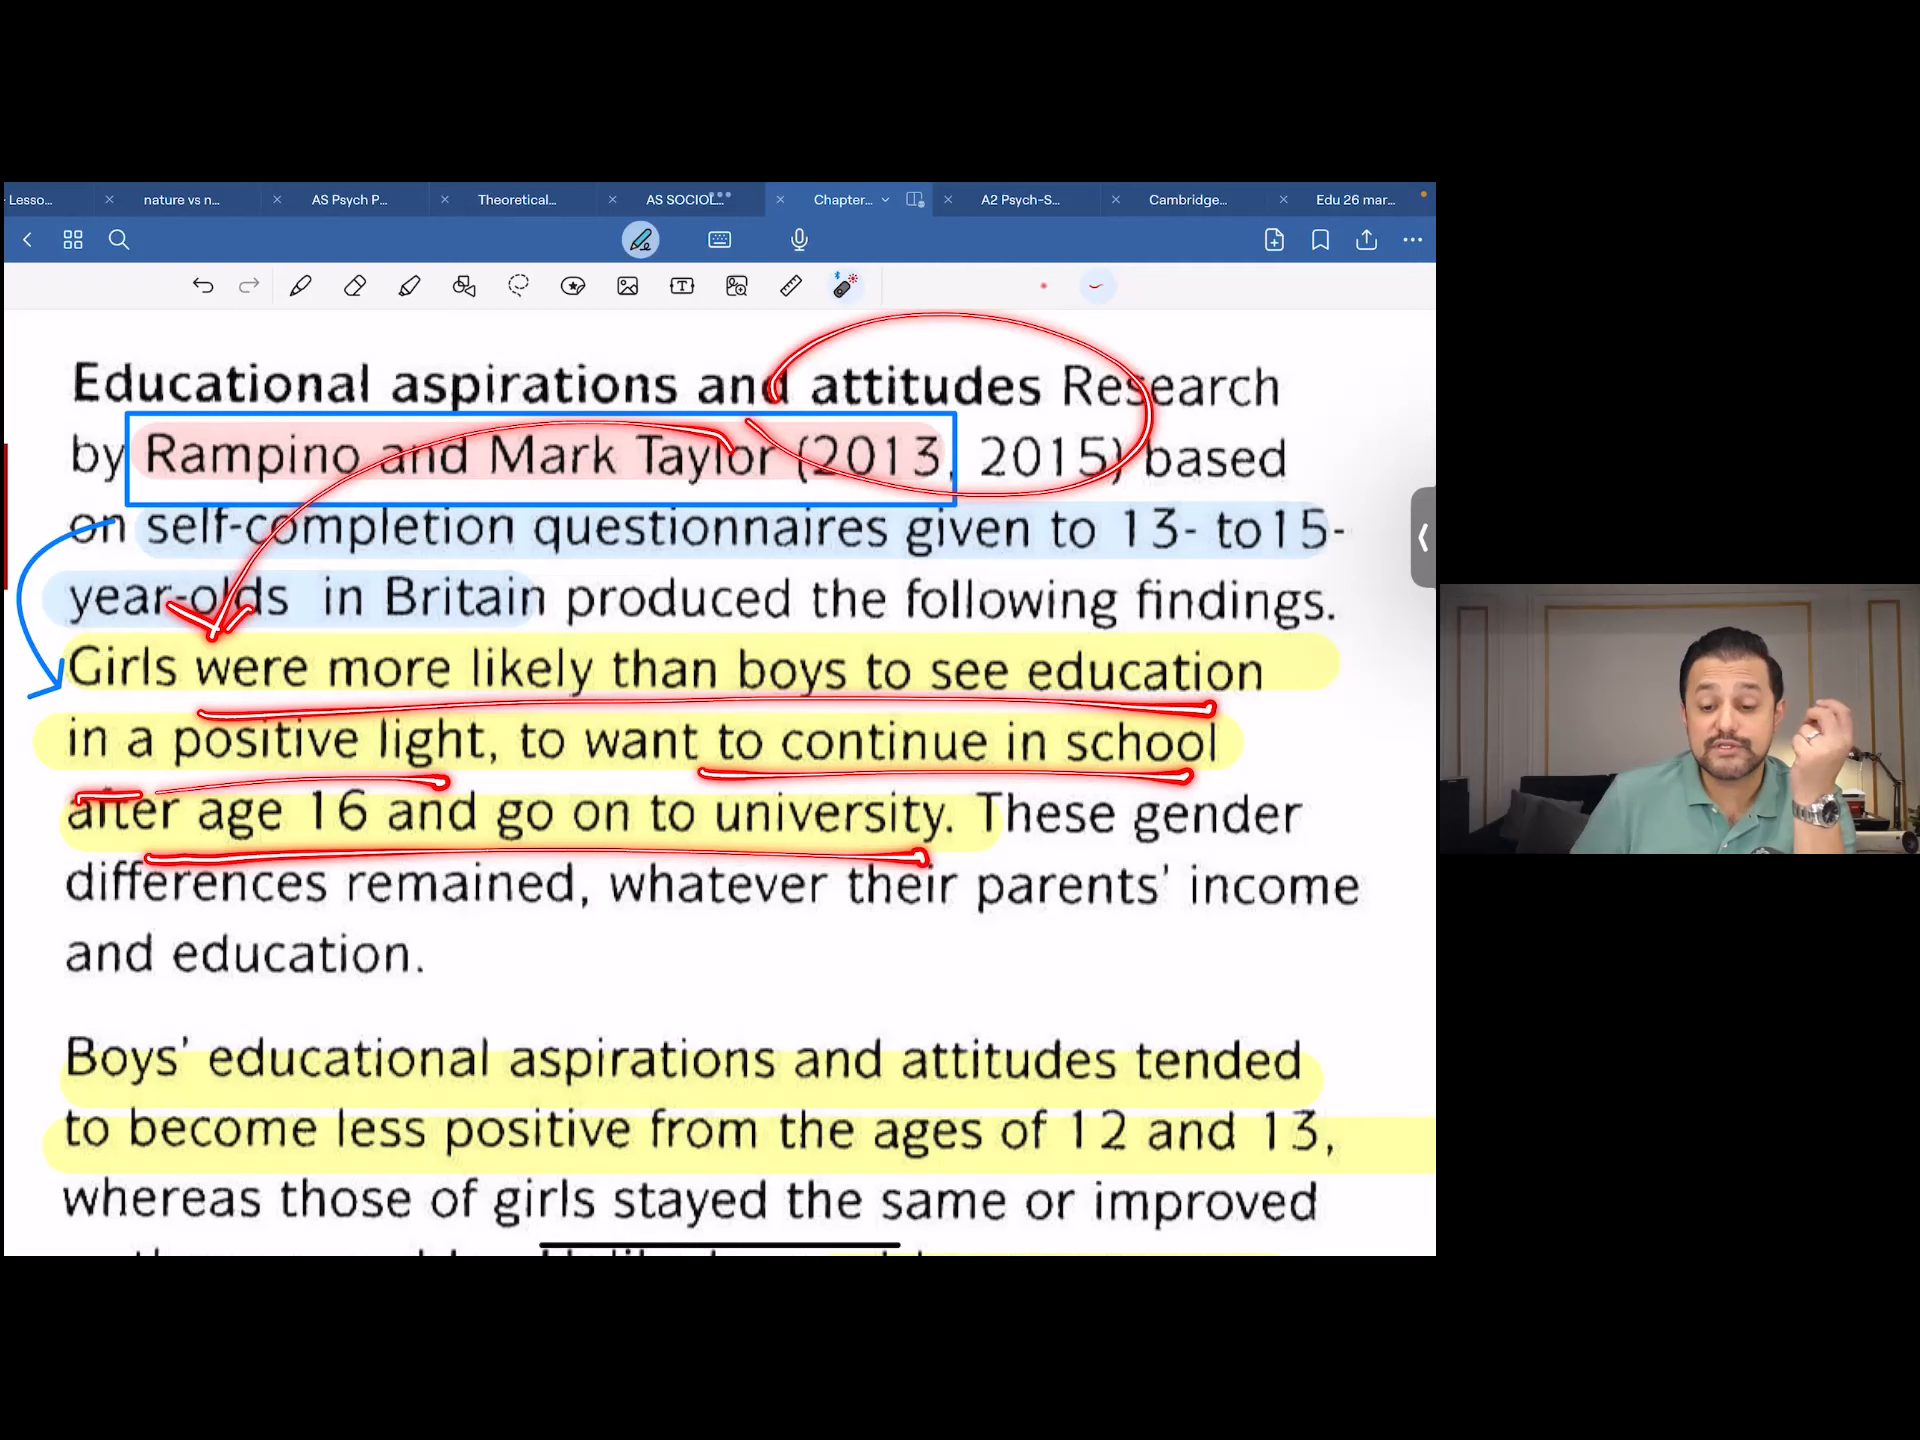 Lesso...
nature vs n...
AS Psych P...
Theoretical...
AS SOCIOL...
Chapter...
A2 Psych-S...
Cambridge...
Edu 26 mar...
Educational aspirations and attitudes Research
by Rampino and Mark Taylor (2013, 2015) based
on self-completion questionnaires given to 13- to15-
year-olds in Britain produced the following findings.
Girls were more likely than boys to see education
in a positive light, to want to continue in school
after age 16 and go on to university. These gender
differences remained, whatever their parents' income
and education.
Boys' educational aspirations and attitudes tended
to become less positive from the ages of 12 and 13,
whereas those of girls stayed the same or improved